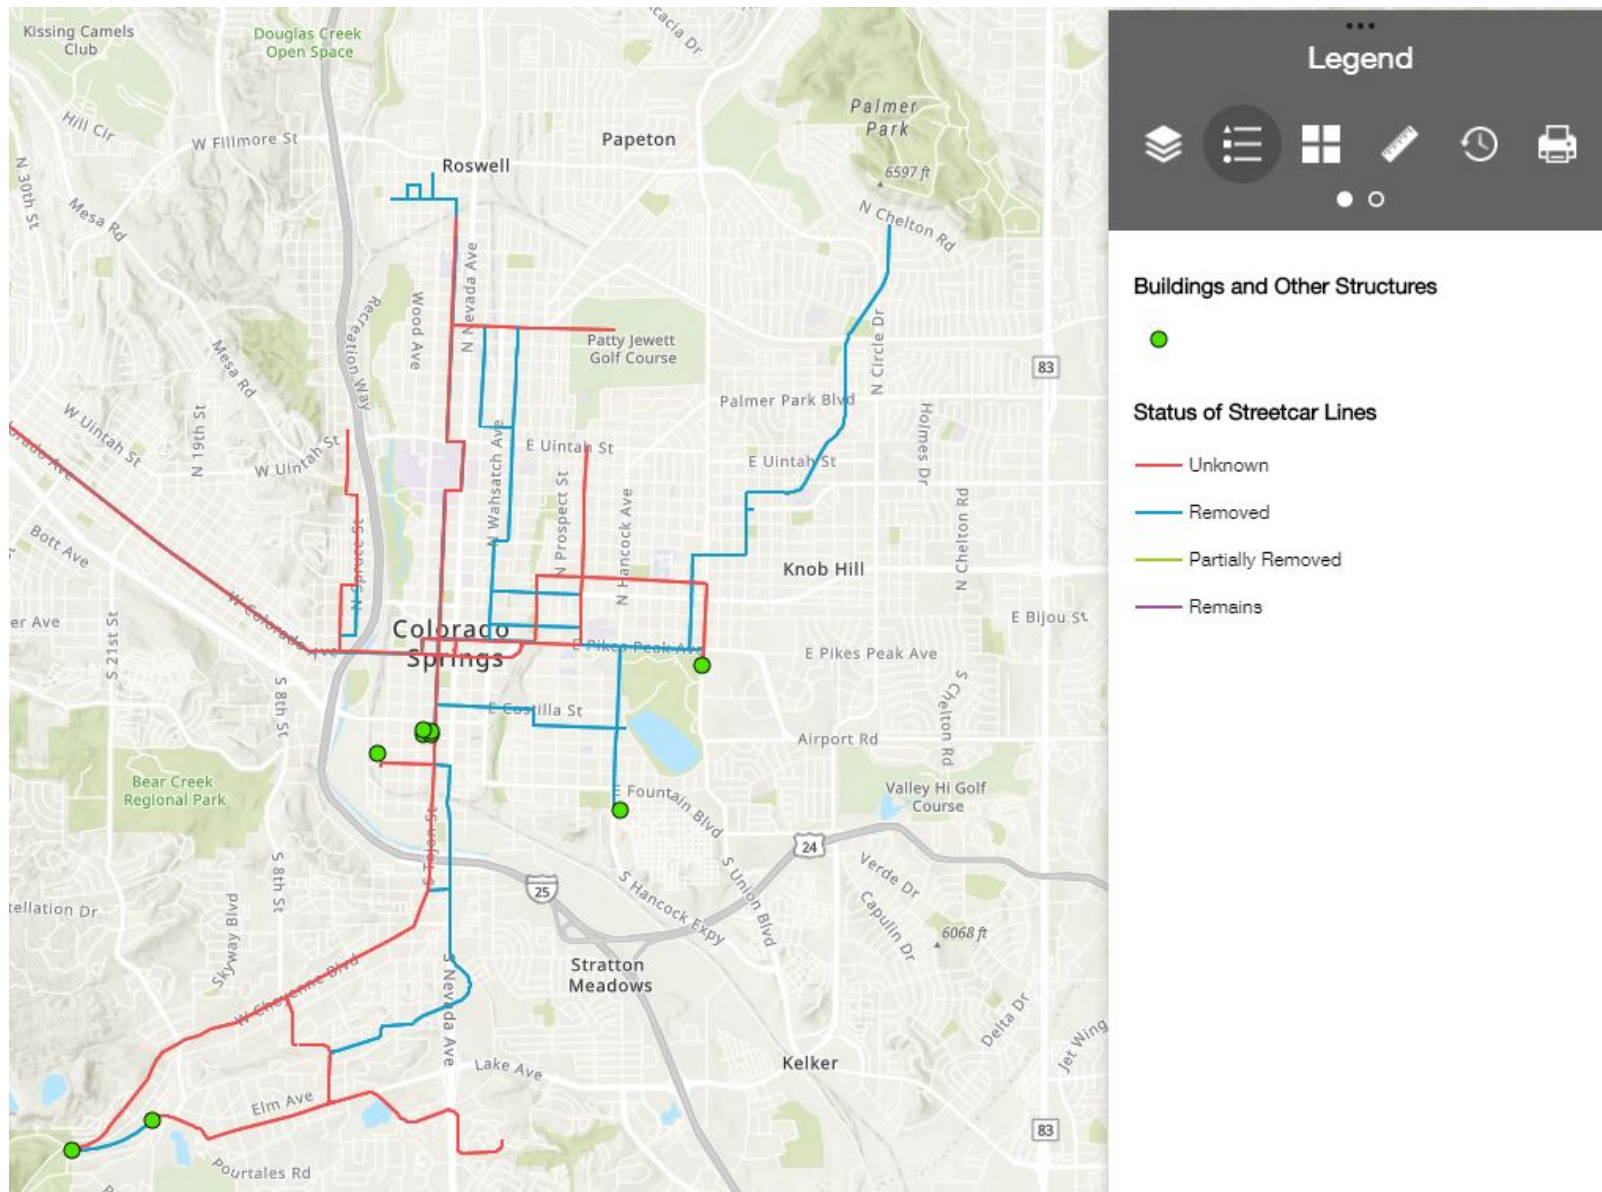 Kissing Camels
Club
Douglas Creek
Open Space
Acacia Dr
Hill Cir
W Fillmore St
Papeton
Palmer
Park
Roswell
6597 ft
N 30th St
Mesa Rd
N Chelton Rd
N Nevada Ave
Recreation Way
Wood Ave
Mesa Rd
Patty Jewett
Golf Course
N Circle Dr
83
Palmer Park Blvd
W Uintah St
N 19th St
W Uintah St
N Wahsatch Ave
E Uintah St
E Uintah St
Holmes Dr
orado Ave
N Prospect St
N Hancock Ave
N Chelton Rd
Bott Ave
N Spruce St
Knob Hill
W Colorado Ave
er Ave
S 21st St
Colorado
Springs
E Pikes Peak Ave
E Pikes Peak Ave
E Bijou St
S 8th St
E Costilla St
S Chelton Rd
Airport Rd
Bear Creek
Regional Park
E Fountain Blvd
Valley Hi Golf
Course
S Tejon St
24
S 8th St
25
S Hancock Expy
S Union Blvd
Verde Dr
Capulin Dr
tellation Dr
Skyway Blvd
6068 ft
Stratton
Meadows
W Cheyenne Blvd
S Nevada Ave
Delta Dr
Jet Wing
Lake Ave
Kelker
Elm Ave
83
Pourtales Rd
Legend
Buildings and Other Structures
Status of Streetcar Lines
Unknown
Removed
Partially Removed
Remains